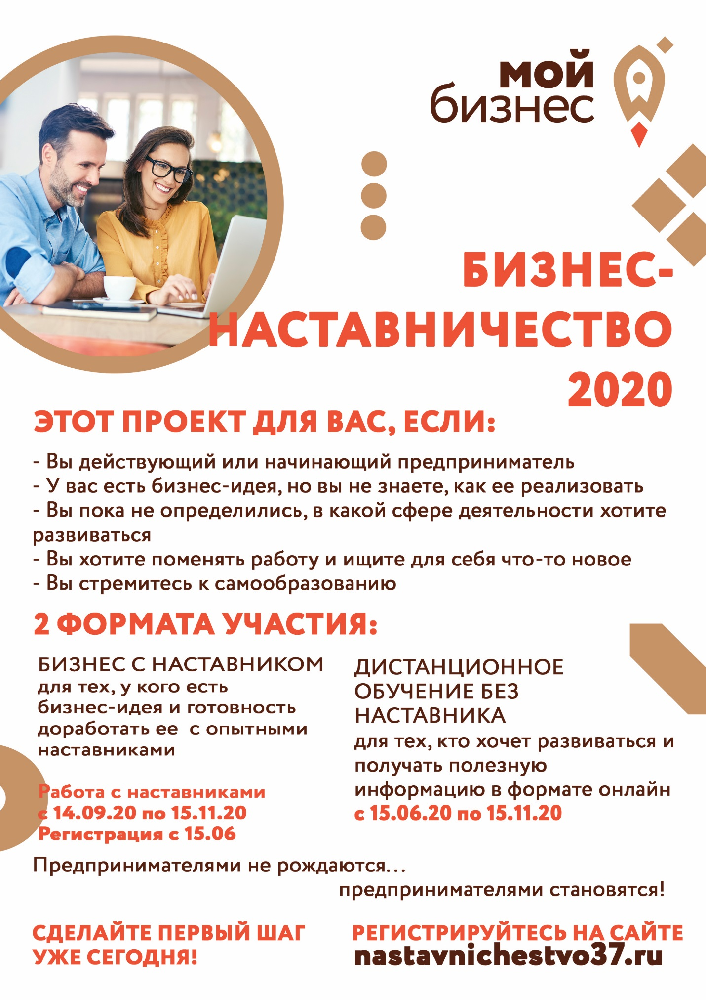 мой
бизнес
БИЗНЕС-
НАСТАВНИЧЕСТВО
2020
ЭТОТ ПРОЕКТ ДЛЯ ВАС, ЕСЛИ:
- Вы действующий или начинающий предприниматель
- У вас есть бизнес-идея, но вы не знаете, как ее реализовать
- Вы пока не определились, в какой сфере деятельности хотите
развиваться
- Вы хотите поменять работу и ищите для себя что-то новое
- Вы стремитесь к самообразованию
2 ФОРМАТА УЧАСТИЯ:
БИЗНЕС С НАСТАВНИКОМ
для тех, у кого есть
бизнес-идея и готовность
доработать ее с опытными
наставниками
Работа с наставниками
с 14.09.20 по 15.11.20
Регистрация с 15.06
ДИСТАНЦИОННОЕ
ОБУЧЕНИЕ БЕЗ
НАСТАВНИКА
для тех, кто хочет развиваться и
получать полезную
информацию в формате онлайн
с 15.06.20 по 15.11.20
Предпринимателями не рождаются...
предпринимателями становятся!
СДЕЛАЙТЕ ПЕРВЫЙ ШАГ
УЖЕ СЕГОДНЯ!
РЕГИСТРИРУЙТЕСЬ НА САЙТЕ
nastavnichestvo37.ru